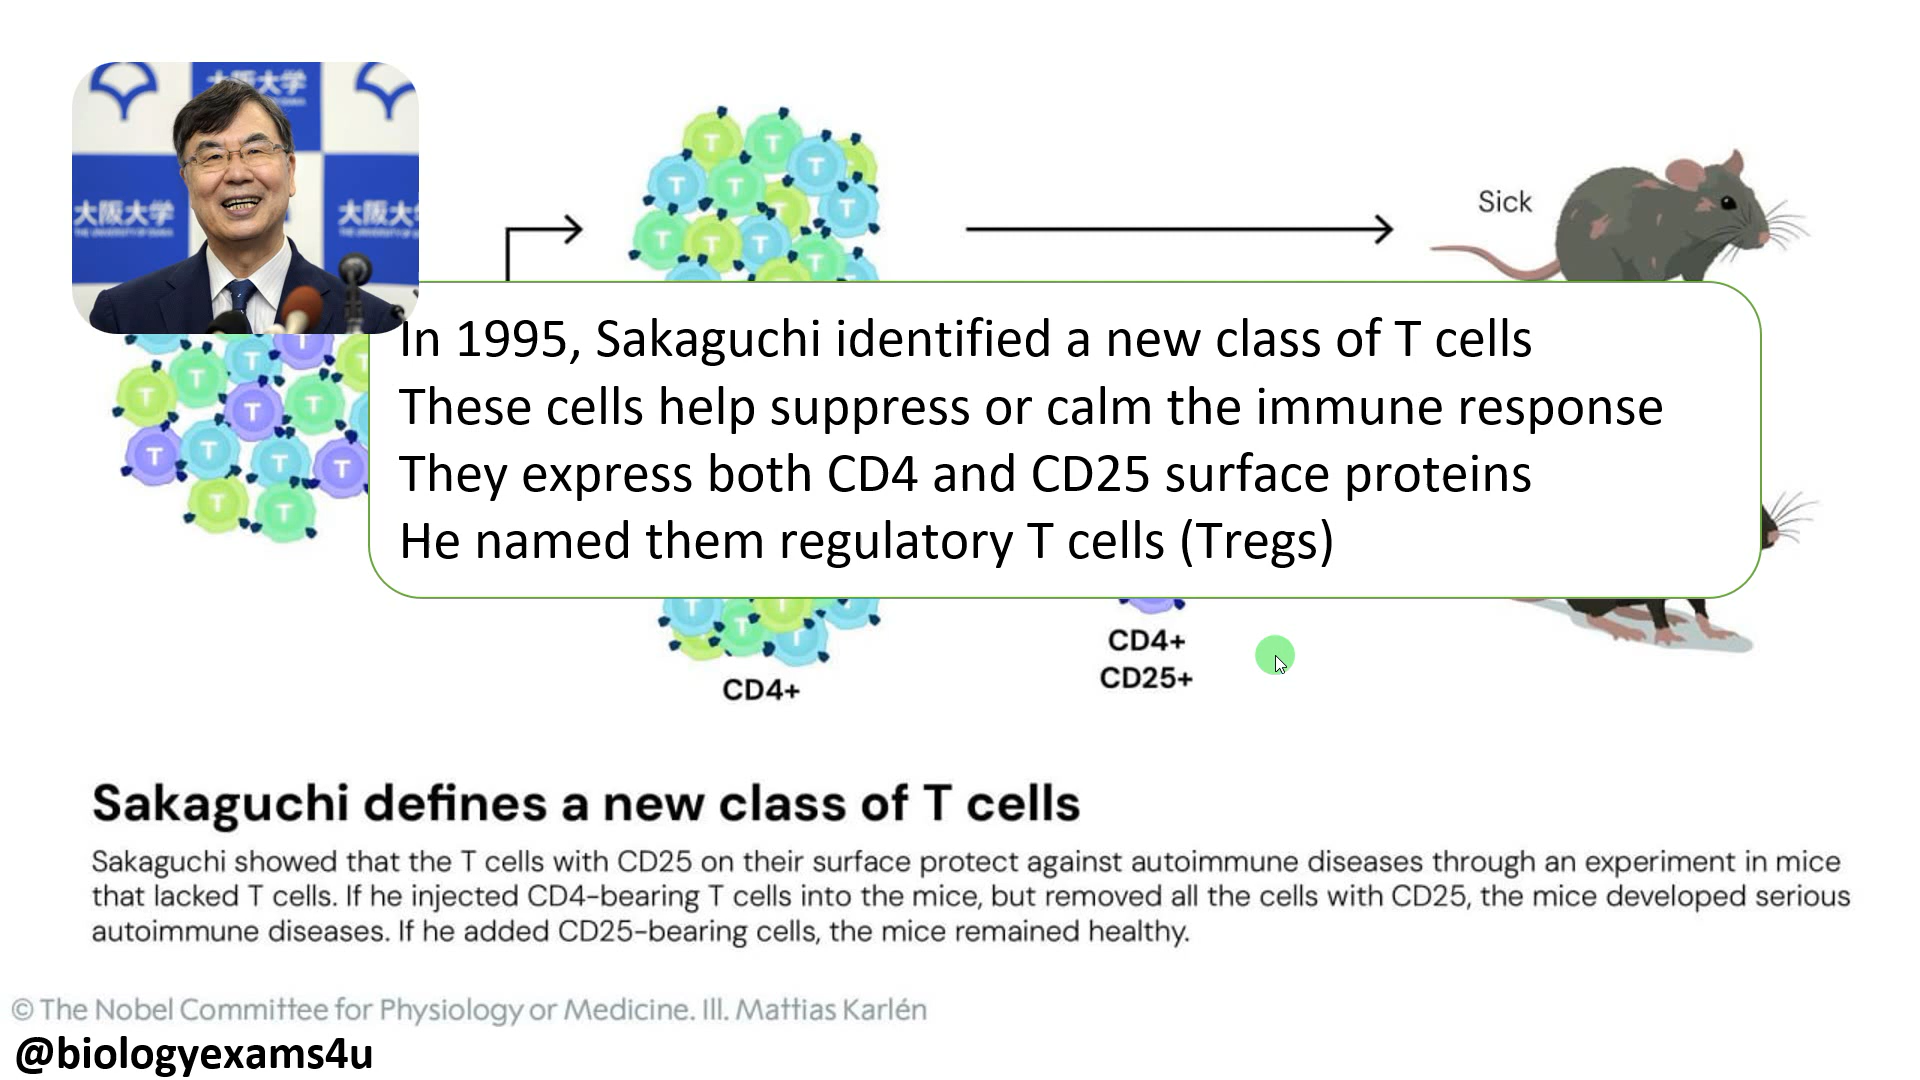 大阪大学
大阪大学
THE UNIVERSITY OF OSAKA
大阪大
Sick
In 1995, Sakaguchi identified a new class of T cells
These cells help suppress or calm the immune response
They express both CD4 and CD25 surface proteins
He named them regulatory T cells (Tregs)
CD4+
CD25+
CD4+
Sakaguchi defines a new class of T cells
Sakaguchi showed that the T cells with CD25 on their surface protect against autoimmune diseases through an experiment in mice
that lacked T cells. If he injected CD4-bearing T cells into the mice, but removed all the cells with CD25, the mice developed serious
autoimmune diseases. If he added CD25-bearing cells, the mice remained healthy.
© The Nobel Committee for Physiology or Medicine. Ill. Mattias Karlén
@biologyexams4u